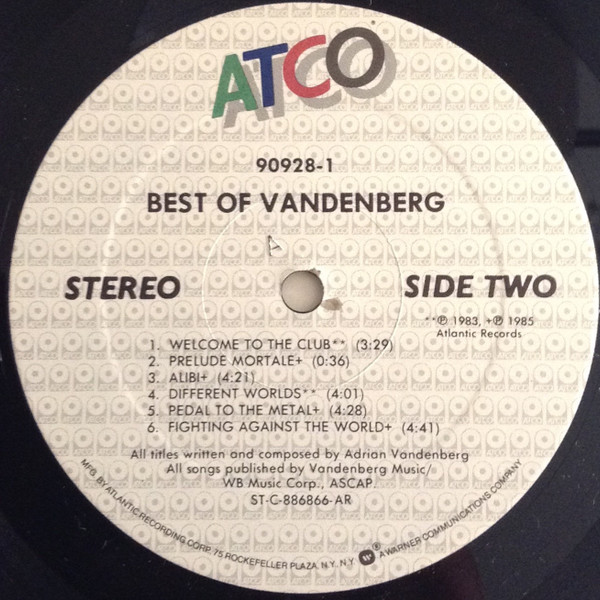 ATCO
90928-1
BEST OF VANDENBERG
A
STEREO
SIDE TWO
**℗ 1983, +℗ 1985
Atlantic Records
1. WELCOME TO THE CLUB** (3:29)
2. PRELUDE MORTALE+ (0:36)
3. ALIBI+ (4:21)
4. DIFFERENT WORLDS** (4:01)
5. PEDAL TO THE METAL+ (4:28)
6. FIGHTING AGAINST THE WORLD+ (4:41)
All titles written and composed by Adrian Vandenberg
All songs published by Vandenberg Music/
WB Music Corp., ASCAP.
ST-C-886866-AR
MFG. BY ATLANTIC RECORDING CORP. 75 ROCKEFELLER PLAZA, N.Y., N.Y. ® A WARNER COMMUNICATIONS COMPANY